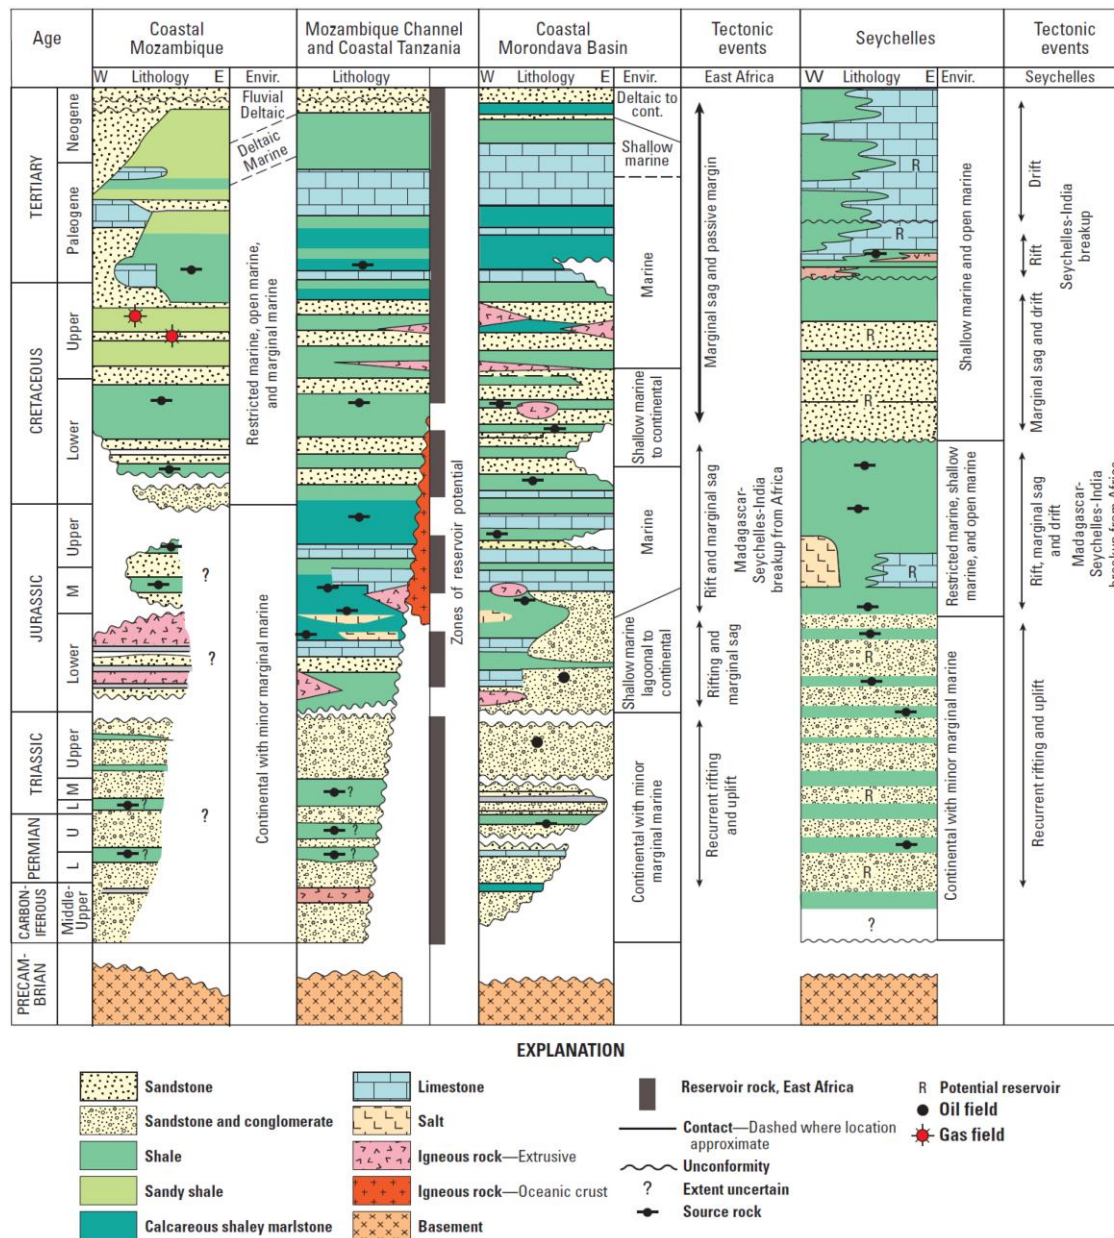 Age
Coastal
Mozambique
Mozambique Channel
and Coastal Tanzania
Coastal
Morondava Basin
Tectonic
events
Seychelles
Tectonic
events
W Lithology E
Envir.
Lithology
W Lithology E
Envir.
East Africa
W Lithology E
Envir.
Seychelles
TERTIARY
Neogene
Paleogene
CRETACEOUS
Upper
Lower
JURASSIC
Upper
M
Lower
TRIASSIC
Upper
M
L
PERMIAN
U
L
CARBON-
IFEROUS
Middle-
Upper
PRECAM-
BRIAN
Fluvial
Deltaic
Deltaic
Marine
Restricted marine, open marine,
and marginal marine
Continental with minor marginal marine
?
?
?
?
?
?
?
?
Zones of reservoir potential
Deltaic to
cont.
Shallow
marine
Marine
Shallow marine
to continental
Marine
Shallow marine
lagoonal to
continental
Continental with minor
marginal marine
Marginal sag and passive margin
Rift and marginal sag
Madagascar-
Seychelles-India
breakup from Africa
Rifting and
marginal sag
Recurrent rifting
and uplift
R
R
R
R
R
R
R
R
R
?
Shallow marine and open marine
Restricted marine, shallow
marine, and open marine
Continental with minor marginal marine
Drift
Rift
Seychelles-India
breakup
Marginal sag and drift
Rift, marginal sag
and drift
Madagascar-
Seychelles-India
breakup from Africa
Recurrent rifting and uplift
EXPLANATION
Sandstone
Sandstone and conglomerate
Shale
Sandy shale
Calcareous shaley marlstone
Limestone
Salt
Igneous rock—Extrusive
Igneous rock—Oceanic crust
Basement
Reservoir rock, East Africa
Contact—Dashed where location
approximate
Unconformity
? Extent uncertain
Source rock
R Potential reservoir
Oil field
Gas field